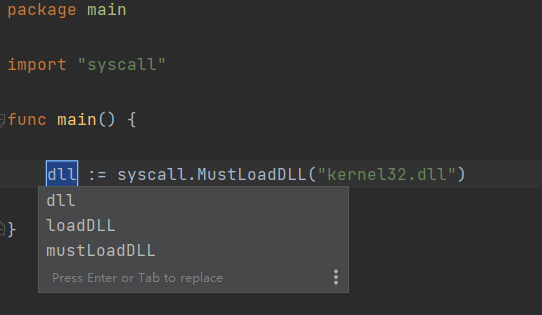 package main
import "syscall"
func main() {
dll := syscall.MustLoadDLL("kernel32.dll")
dll
loadDLL
mustLoadDLL
Press Enter or Tab to replace
}